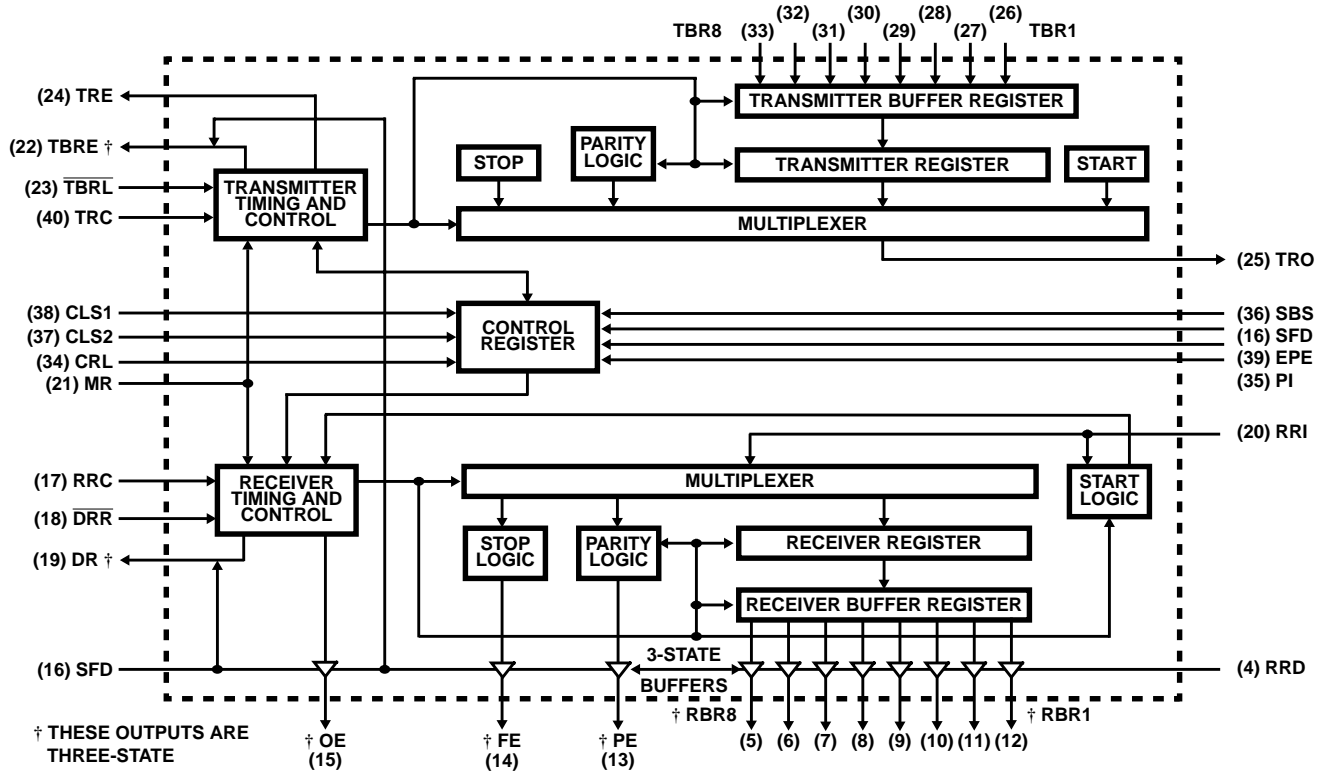 (32) (30) (28) (26)
TBR8 (33) (31) (29) (27) TBR1
(24) TRE
TRANSMITTER BUFFER REGISTER
(22) TBRE †
STOP
PARITY
LOGIC
TRANSMITTER REGISTER
START
(23) TBRL
TRANSMITTER
TIMING AND
CONTROL
(40) TRC
MULTIPLEXER
(25) TRO
(38) CLS1
(37) CLS2
(34) CRL
(21) MR
CONTROL
REGISTER
(36) SBS
(16) SFD
(39) EPE
(35) PI
(20) RRI
(17) RRC
(18) DRR
(19) DR †
RECEIVER
TIMING AND
CONTROL
MULTIPLEXER
START
LOGIC
STOP
LOGIC
PARITY
LOGIC
RECEIVER REGISTER
RECEIVER BUFFER REGISTER
(16) SFD
3-STATE
BUFFERS
(4) RRD
† RBR8
† RBR1
† THESE OUTPUTS ARE
THREE-STATE
† OE
(15)
† FE
(14)
† PE
(13)
(5) (6) (7) (8) (9) (10) (11) (12)